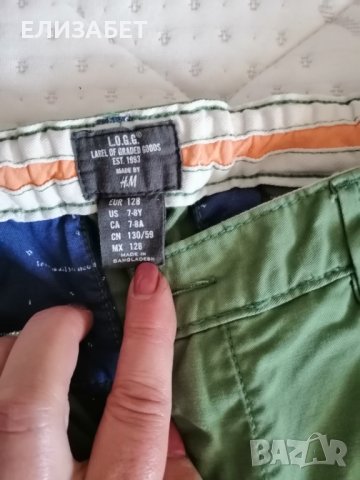 ЕЛИЗАБЕТ
L.O.G.G.
LABEL OF GRADED GOODS
EST. 1993
MADE BY
H&M
EUR 128
US 7-8Y
CA 7-8A
CN 130/59
MX 128
MADE IN
BANGLADESH
BAZAR